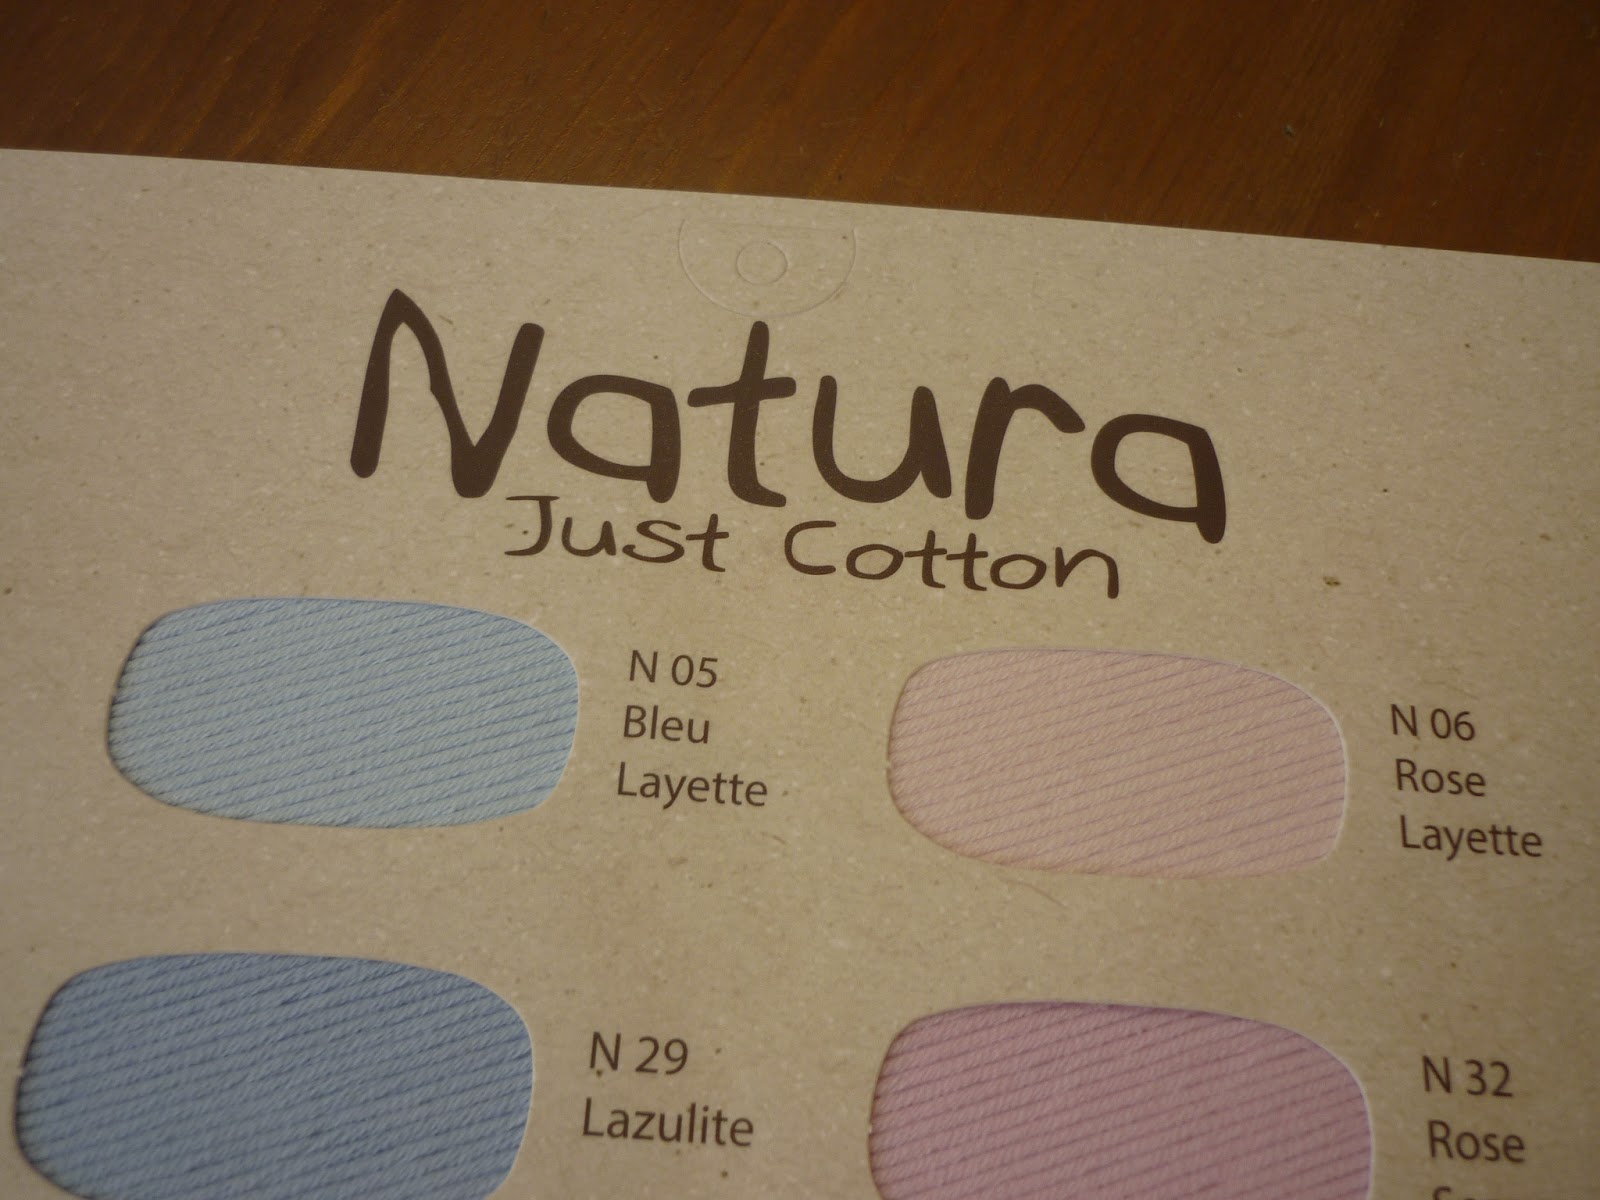 Natura
Just Cotton
N 05
Bleu
Layette
N 06
Rose
Layette
N 29
Lazulite
N 32
Rose